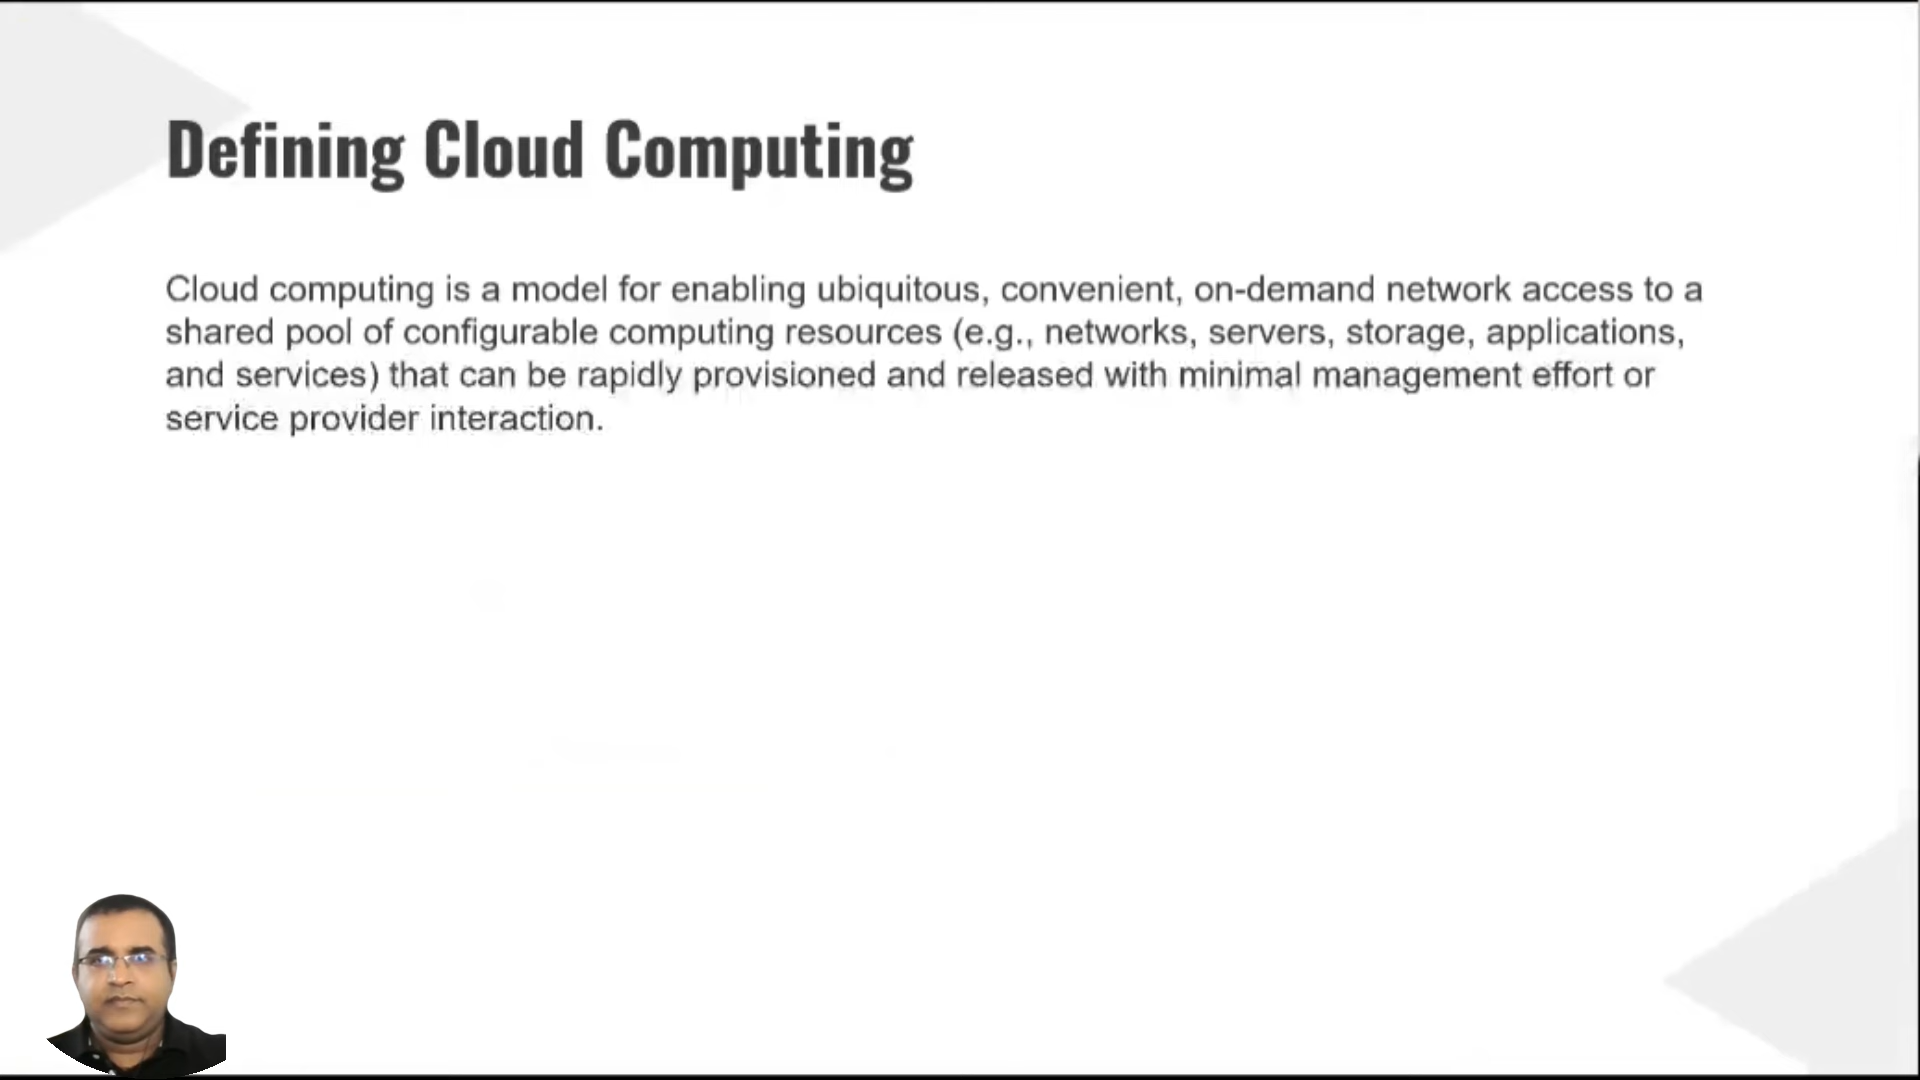 Defining Cloud Computing
Cloud computing is a model for enabling ubiquitous, convenient, on-demand network access to a
shared pool of configurable computing resources (e.g., networks, servers, storage, applications,
and services) that can be rapidly provisioned and released with minimal management effort or
service provider interaction.